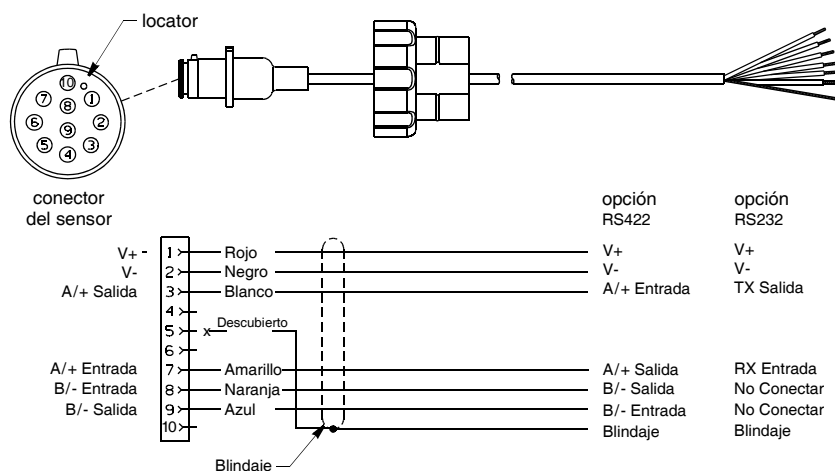 locator
10
7
1
8
6
2
9
5
3
4
conector
del sensor
opción
RS422
opción
RS232
V+ - 1 Rojo V+ V+
V- 2 Negro V- V-
A/+ Salida 3 Blanco A/+ Entrada TX Salida
4
5 x Descubierto
6
A/+ Entrada 7 Amarillo A/+ Salida RX Entrada
B/- Entrada 8 Naranja B/- Salida No Conectar
B/- Salida 9 Azul B/- Entrada No Conectar
10 Blindaje Blindaje
Blindaje